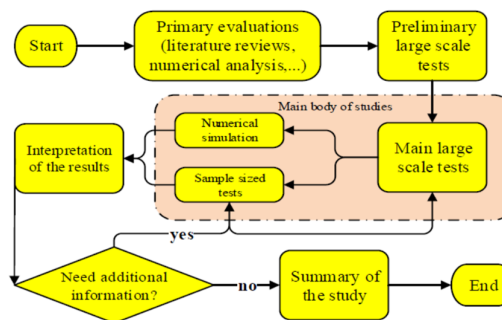 Start
Primary evaluations
(literature reviews,
numerical analysis,...)
Preliminary
large scale
tests
Main body of studies
Numerical
simulation
Sample sized
tests
Main large
scale tests
Interpretation
of the results
yes
Need additional
information?
no
Summary of
the study
End